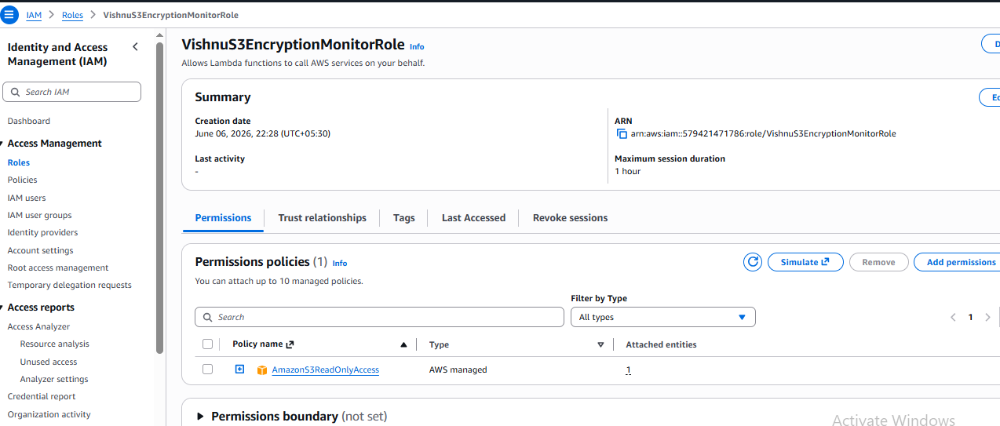 IAM > Roles > VishnuS3EncryptionMonitorRole
Identity and Access
Management (IAM)
Search IAM
Dashboard
Access Management
Roles
Policies
IAM users
IAM user groups
Identity providers
Account settings
Root access management
Temporary delegation requests
Access reports
Access Analyzer
Resource analysis
Unused access
Analyzer settings
Credential report
Organization activity
VishnuS3EncryptionMonitorRole Info
Allows Lambda functions to call AWS services on your behalf.
Summary
Creation date
June 06, 2026, 22:28 (UTC+05:30)
Last activity
-
ARN
arn:aws:iam::579421471786:role/VishnuS3EncryptionMonitorRole
Maximum session duration
1 hour
Permissions Trust relationships Tags Last Accessed Revoke sessions
Permissions policies (1) Info
Simulate Remove Add permissions
You can attach up to 10 managed policies.
Filter by Type
Search All types 1
Policy name Type Attached entities
AmazonS3ReadOnlyAccess AWS managed 1
Permissions boundary (not set)
Activate Windows